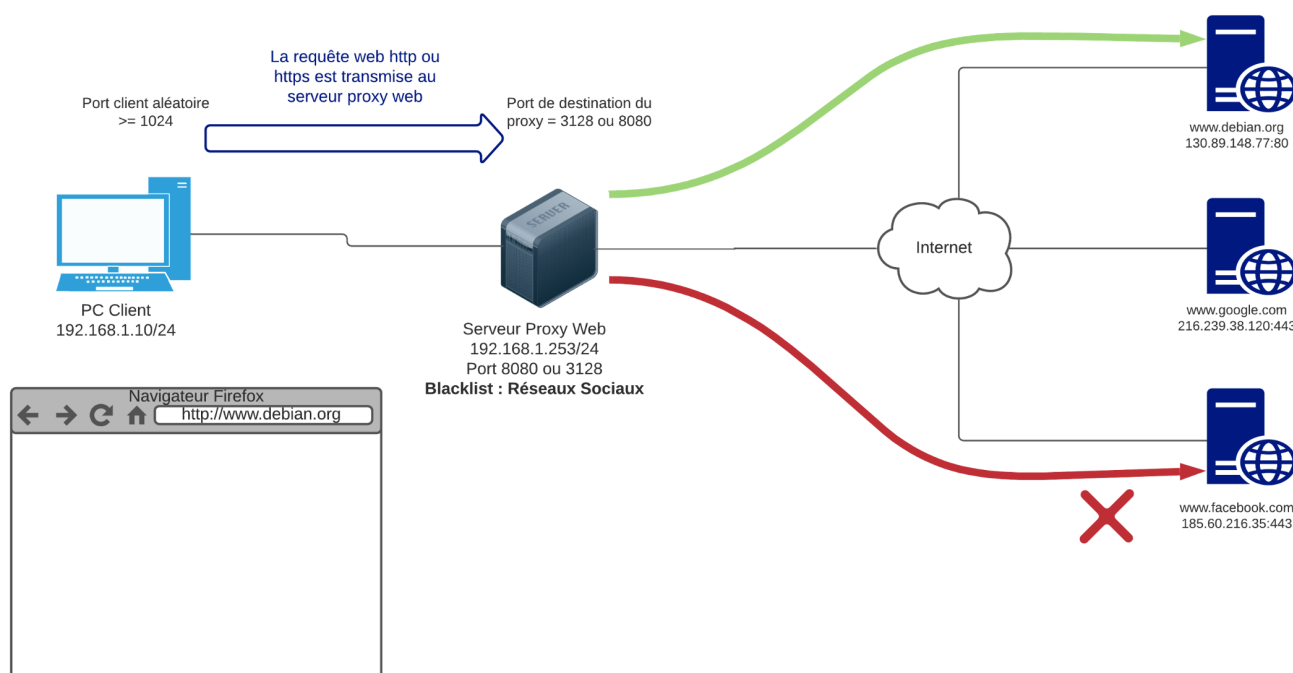 La requête web http ou
https est transmise au
serveur proxy web
Port client aléatoire
>= 1024
Port de destination du
proxy = 3128 ou 8080
www.debian.org
130.89.148.77:80
SERVER
Internet
PC Client
192.168.1.10/24
www.google.com
216.239.38.120:443
Serveur Proxy Web
192.168.1.253/24
Port 8080 ou 3128
Blacklist : Réseaux Sociaux
Navigateur Firefox
http://www.debian.org
www.facebook.com
185.60.216.35:443